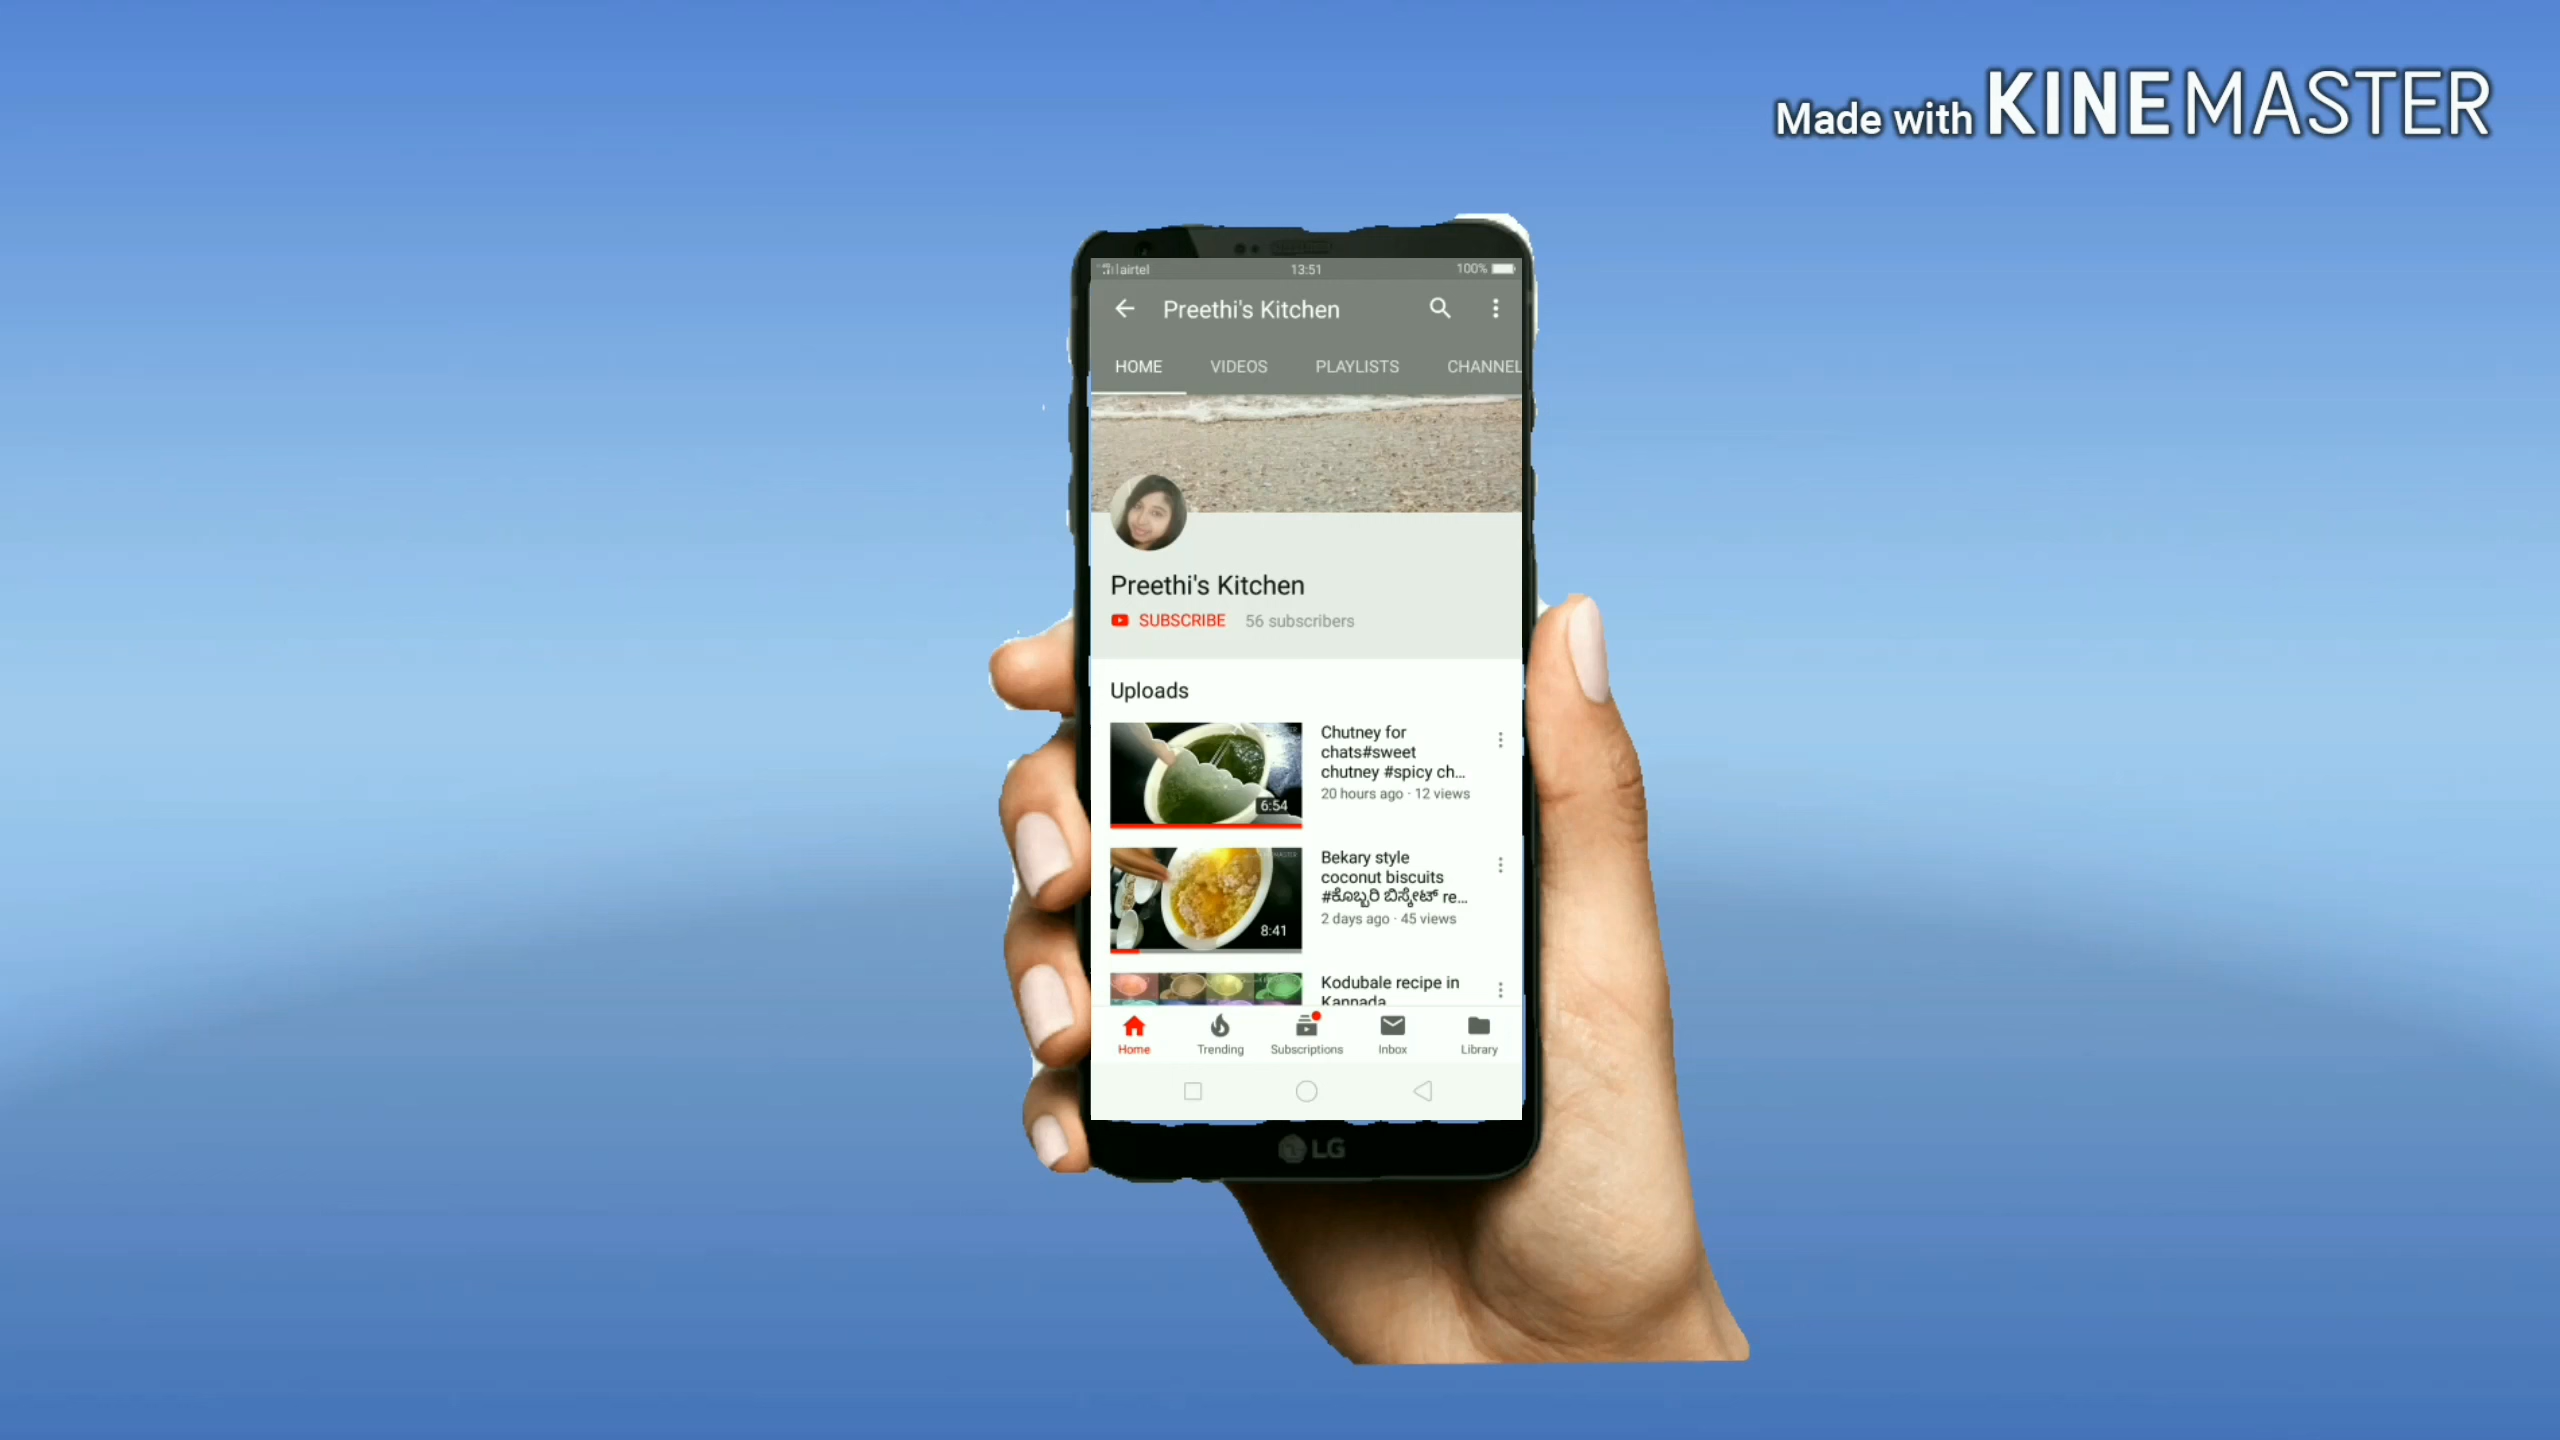 Made with KINEMASTER
airtel 13:51 100%
Preethi's Kitchen
HOME VIDEOS PLAYLISTS CHANNEL
Preethi's Kitchen
SUBSCRIBE 56 subscribers
Uploads
Chutney for
chats#sweet
chutney #spicy ch...
20 hours ago · 12 views
6:54
Bekary style
coconut biscuits
#ಕೊಬ್ಬರಿ ಬಿಸ್ಕೇಟ್ re...
2 days ago · 45 views
8:41
Kodubale recipe in
Kannada
Home Trending Subscriptions Inbox Library
LG